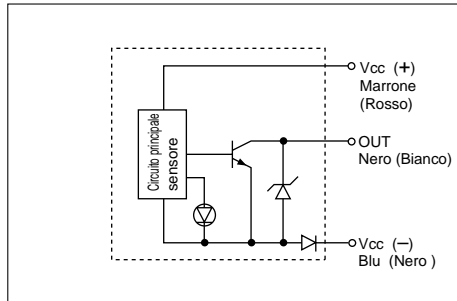 Vcc (+)
Marrone
(Rosso)
Circuito principale
sensore
OUT
Nero (Bianco)
Vcc (−)
Blu (Nero )